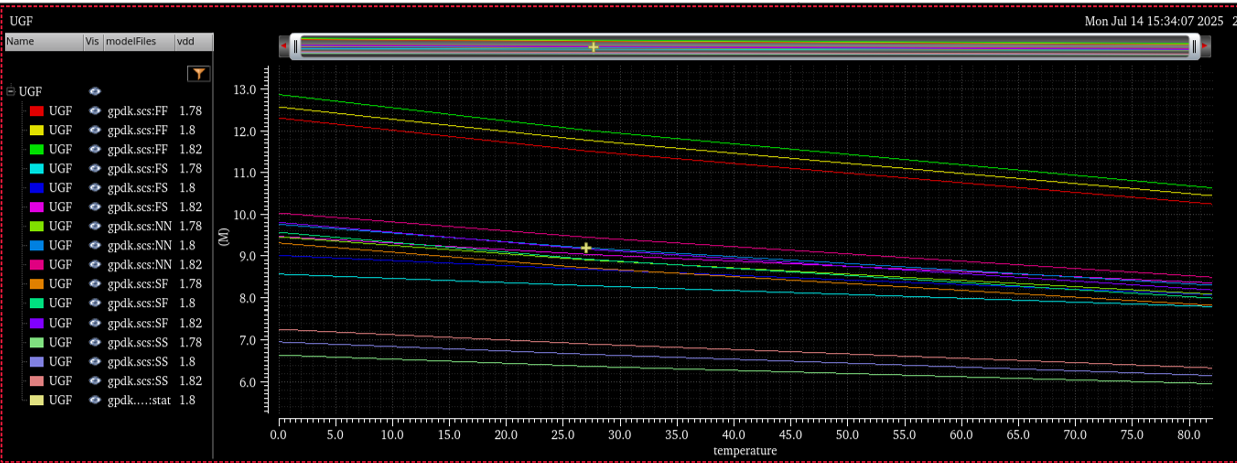 UGF
Mon Jul 14 15:34:07 2025 2
Name Vis modelFiles vdd
UGF
UGF gpdk.scs:FF 1.78
UGF gpdk.scs:FF 1.8
UGF gpdk.scs:FF 1.82
UGF gpdk.scs:FS 1.78
UGF gpdk.scs:FS 1.8
UGF gpdk.scs:FS 1.82
UGF gpdk.scs:NN 1.78
UGF gpdk.scs:NN 1.8
UGF gpdk.scs:NN 1.82
UGF gpdk.scs:SF 1.78
UGF gpdk.scs:SF 1.8
UGF gpdk.scs:SF 1.82
UGF gpdk.scs:SS 1.78
UGF gpdk.scs:SS 1.8
UGF gpdk.scs:SS 1.82
UGF gpdk....:stat 1.8
(M)
13.0
12.0
11.0
10.0
9.0
8.0
7.0
6.0
0.0 5.0 10.0 15.0 20.0 25.0 30.0 35.0 40.0 45.0 50.0 55.0 60.0 65.0 70.0 75.0 80.0
temperature